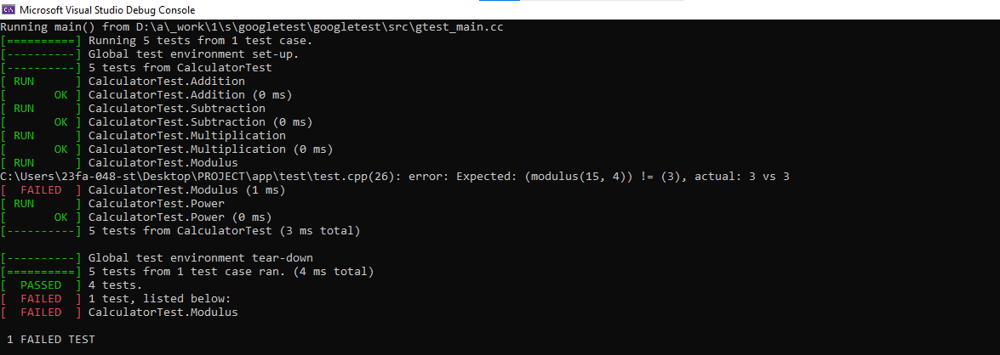 Microsoft Visual Studio Debug Console
Running main() from D:\a\_work\1\s\googletest\googletest\src\gtest_main.cc
[==========] Running 5 tests from 1 test case.
[----------] Global test environment set-up.
[----------] 5 tests from CalculatorTest
[ RUN      ] CalculatorTest.Addition
[       OK ] CalculatorTest.Addition (0 ms)
[ RUN      ] CalculatorTest.Subtraction
[       OK ] CalculatorTest.Subtraction (0 ms)
[ RUN      ] CalculatorTest.Multiplication
[       OK ] CalculatorTest.Multiplication (0 ms)
[ RUN      ] CalculatorTest.Modulus
C:\Users\23fa-048-st\Desktop\PROJECT\app\test\test.cpp(26): error: Expected: (modulus(15, 4)) != (3), actual: 3 vs 3
[  FAILED  ] CalculatorTest.Modulus (1 ms)
[ RUN      ] CalculatorTest.Power
[       OK ] CalculatorTest.Power (0 ms)
[----------] 5 tests from CalculatorTest (3 ms total)
[----------] Global test environment tear-down
[==========] 5 tests from 1 test case ran. (4 ms total)
[  PASSED  ] 4 tests.
[  FAILED  ] 1 test, listed below:
[  FAILED  ] CalculatorTest.Modulus
1 FAILED TEST